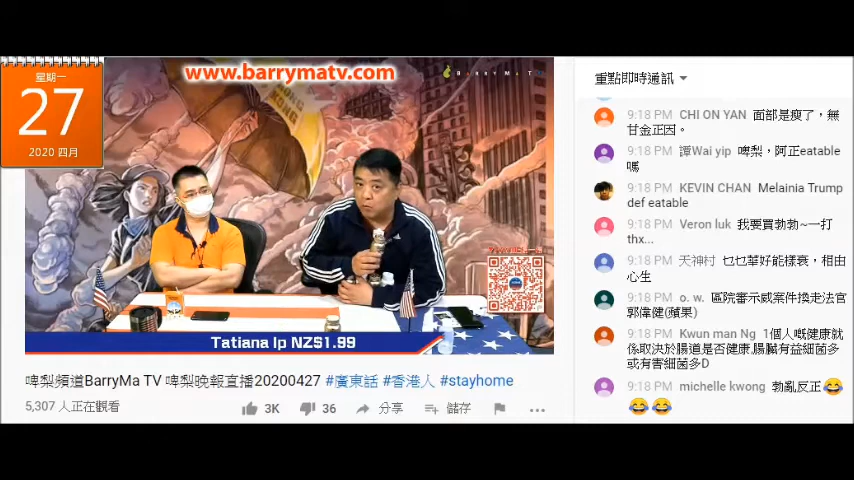 www.barrymatv.com
BARRY MA TV
星期一
27
2020 四月
HONG KONG
Tatiana Ip NZ$1.99
啤梨頻道BarryMa TV 啤梨晚報直播20200427 #廣東話 #香港人 #stayhome
5,307 人正在觀看
3K
36
分享
儲存
重點即時通訊
9:18 PM CHI ON YAN 面部是瘦了，無
甘金正因。
9:18 PM 譚Wai yip 啤梨，阿正eatable
嗎
9:18 PM KEVIN CHAN Melainia Trump
def eatable
9:18 PM Veron luk 我要買勃勃~一打
thx...
9:18 PM 天神村 乜乜華好能樣衰，相由
心生
9:18 PM o. w. 區院審示威案件換走法官
郭偉健(蘋果)
9:18 PM Kwun man Ng 1個人嘅健康就
係取決於腸道是否健康,腸臟有益細菌多
或有害細菌多D
9:18 PM michelle kwong 勃亂反正😂
😂😂